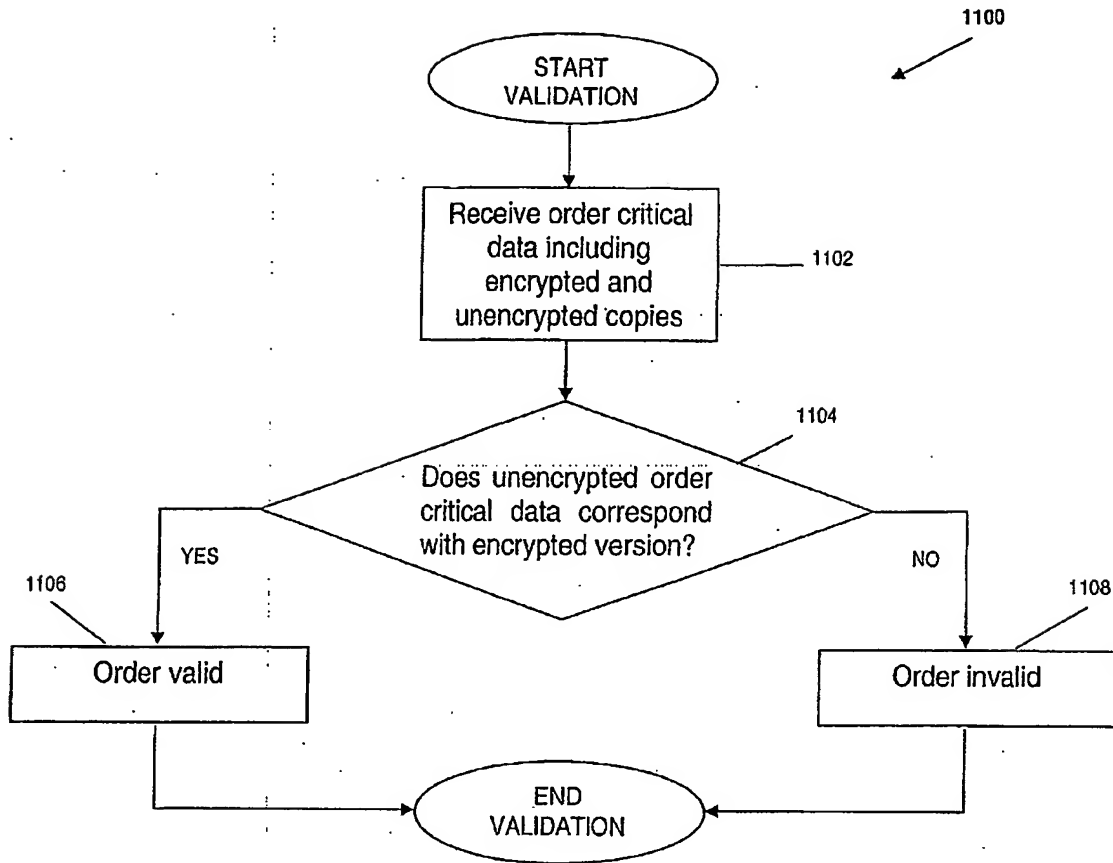 1100
START
VALIDATION
Receive order critical
data including
encrypted and
unencrypted copies
1102
1104
Does unencrypted order
critical data correspond
with encrypted version?
YES
NO
1106
1108
Order valid
Order invalid
END
VALIDATION